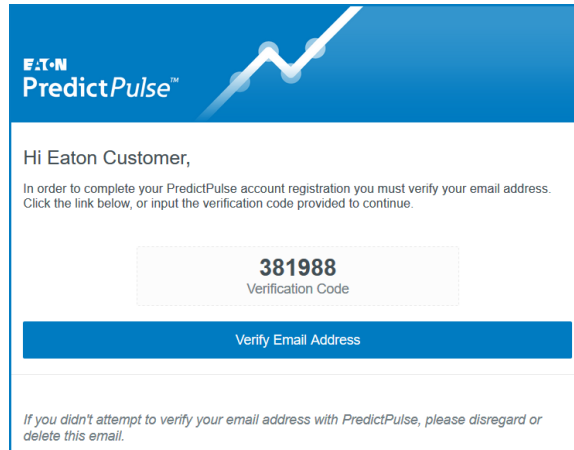 EATON
PredictPulse™
Hi Eaton Customer,
In order to complete your PredictPulse account registration you must verify your email address.
Click the link below, or input the verification code provided to continue.
381988
Verification Code
Verify Email Address
If you didn't attempt to verify your email address with PredictPulse, please disregard or
delete this email.